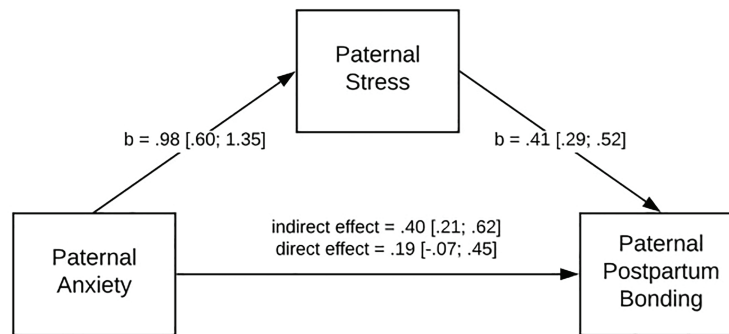 Paternal
Stress
b = .98 [.60; 1.35]
b = .41 [.29; .52]
indirect effect = .40 [.21; .62]
direct effect = .19 [-.07; .45]
Paternal
Anxiety
Paternal
Postpartum
Bonding